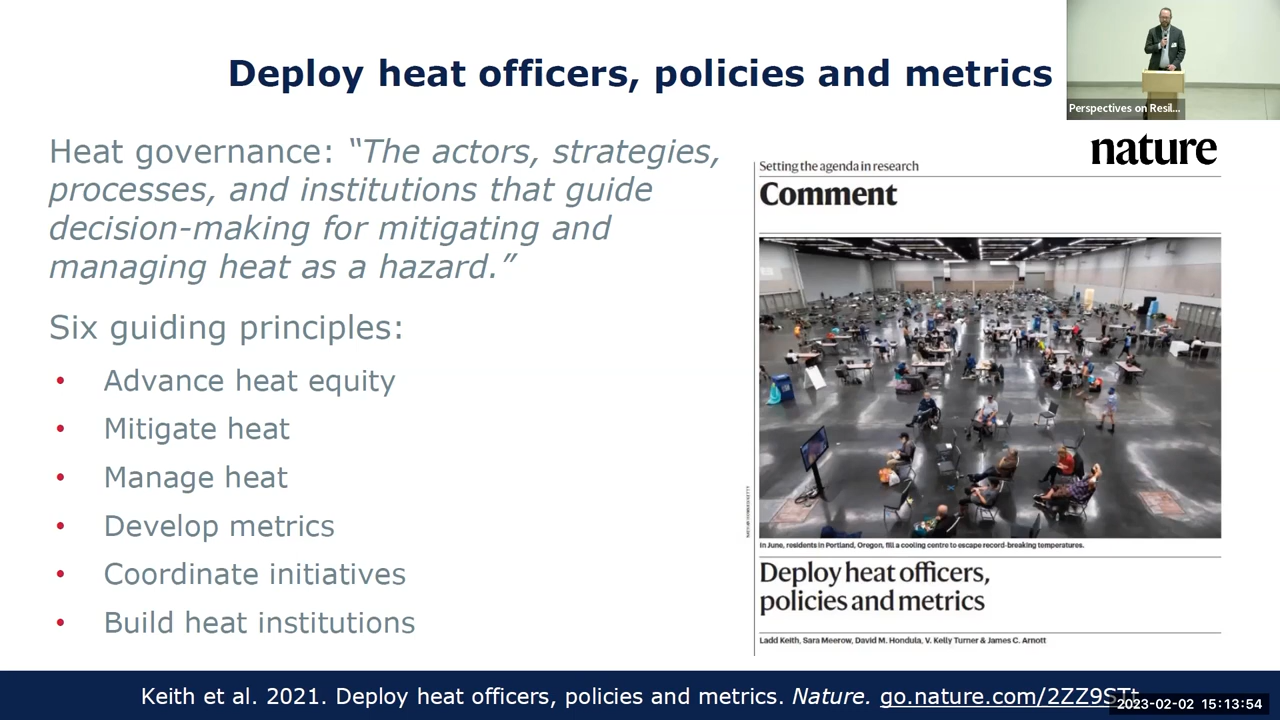 Deploy heat officers, policies and metrics
Perspectives on Resil...
Heat governance: “The actors, strategies,
processes, and institutions that guide
decision-making for mitigating and
managing heat as a hazard.”
Six guiding principles:
• Advance heat equity
• Mitigate heat
• Manage heat
• Develop metrics
• Coordinate initiatives
• Build heat institutions
nature
Setting the agenda in research
Comment
In June, residents in Portland, Oregon, fill a cooling centre to escape record-breaking temperatures.
Deploy heat officers,
policies and metrics
Ladd Keith, Sara Meerow, David M. Hondula, V. Kelly Turner & James C. Arnott
Keith et al. 2021. Deploy heat officers, policies and metrics. Nature. go.nature.com/2ZZ9STt
2023-02-02 15:13:54